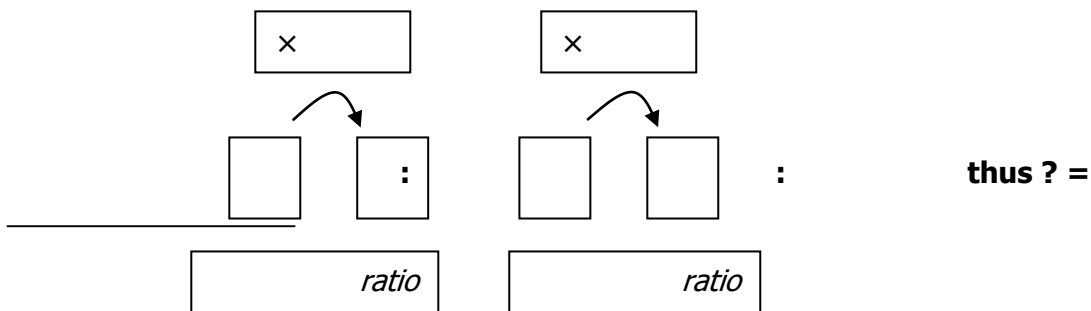 × ×
: : thus ? =
ratio ratio